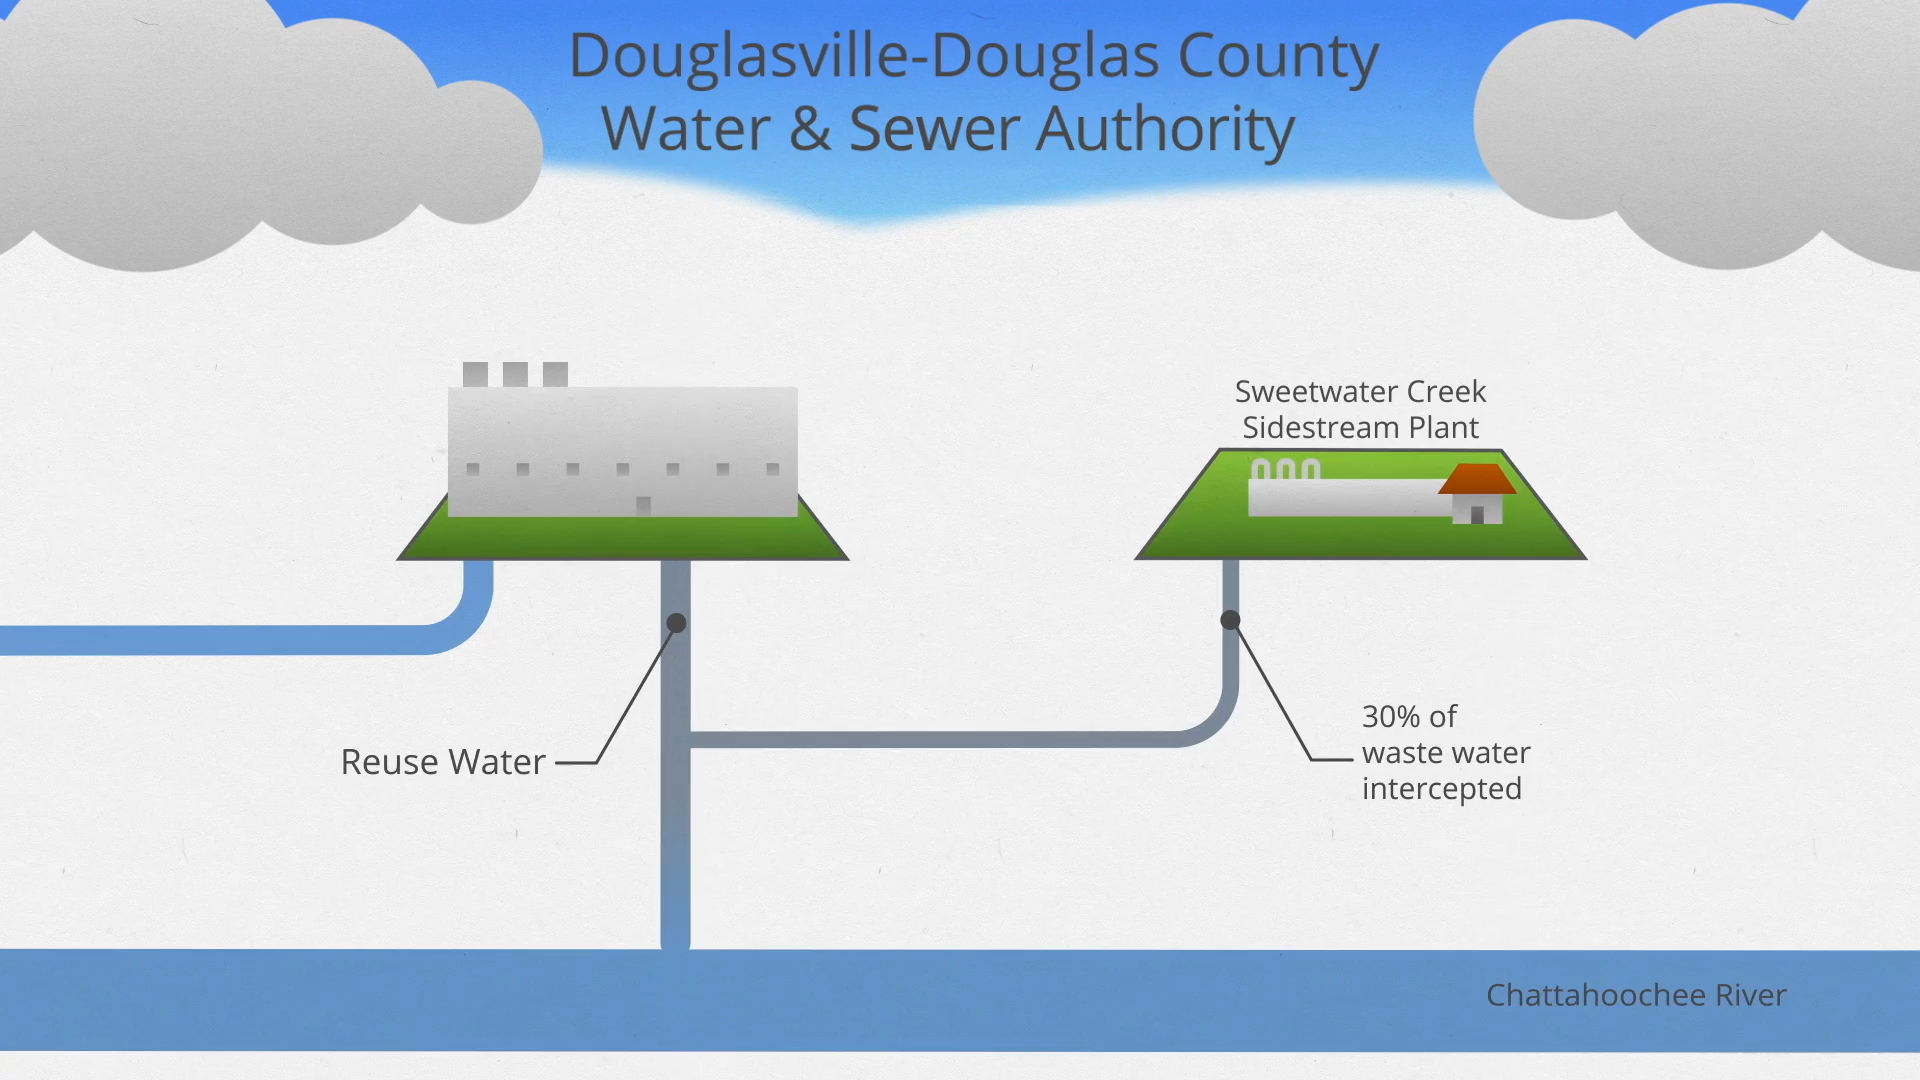 Douglasville-Douglas County
Water & Sewer Authority
Sweetwater Creek
Sidestream Plant
30% of
waste water
intercepted
Reuse Water
Chattahoochee River